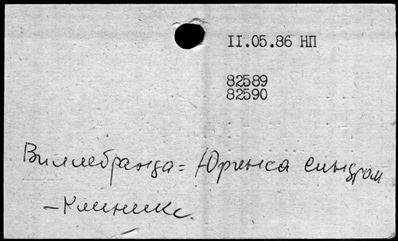 II.05.86 НП
82589
82590
Виллебранда = Юргенса синдром
– Клиника.